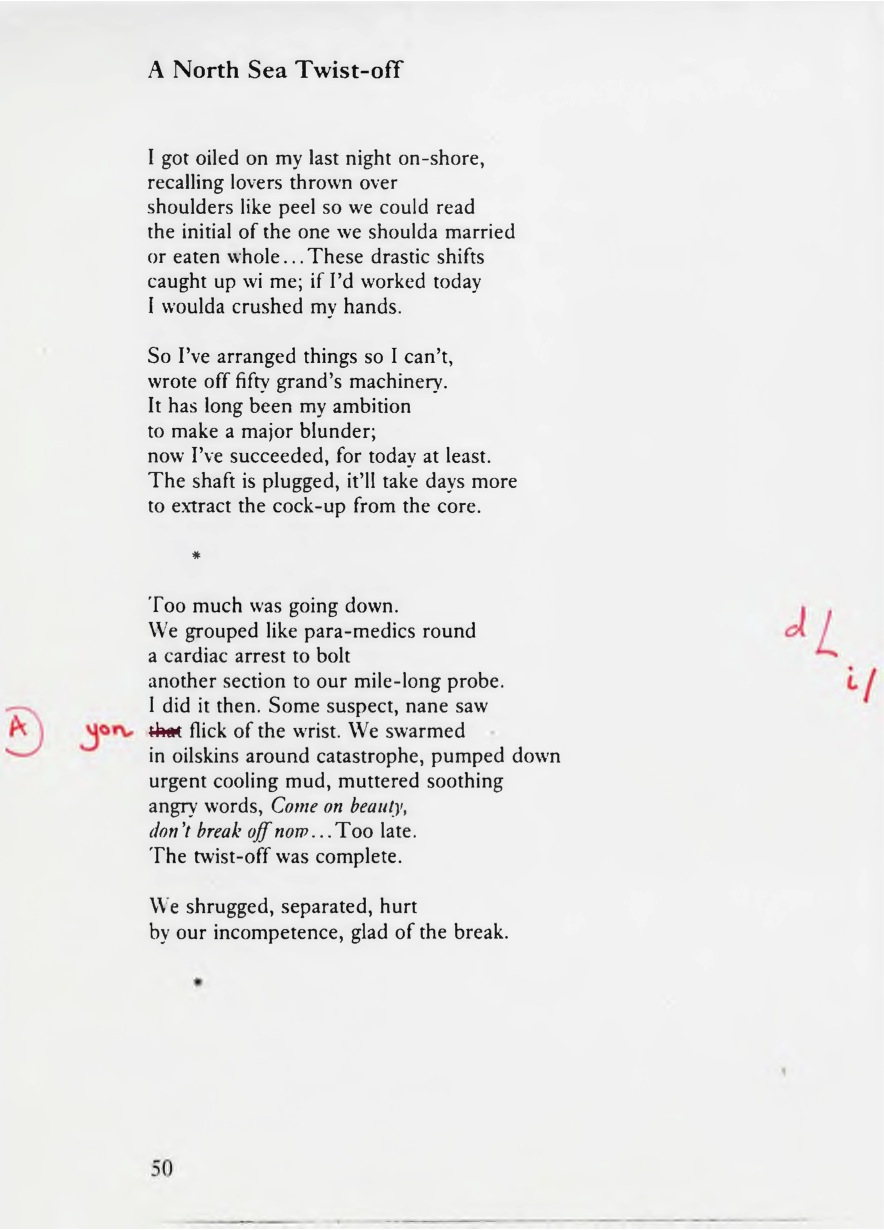 A North Sea Twist-off
I got oiled on my last night on-shore,
recalling lovers thrown over
shoulders like peel so we could read
the initial of the one we shoulda married
or eaten whole...These drastic shifts
caught up wi me; if I'd worked today
I woulda crushed my hands.
So I've arranged things so I can't,
wrote off fifty grand's machinery.
It has long been my ambition
to make a major blunder;
now I've succeeded, for today at least.
The shaft is plugged, it'll take days more
to extract the cock-up from the core.
*
Too much was going down.
We grouped like para-medics round
a cardiac arrest to bolt
another section to our mile-long probe.
I did it then. Some suspect, nane saw
A yon that flick of the wrist. We swarmed
in oilskins around catastrophe, pumped down
urgent cooling mud, muttered soothing
angry words, Come on beauty,
don't break off now...Too late.
The twist-off was complete.
We shrugged, separated, hurt
by our incompetence, glad of the break.
*
d
i/
50